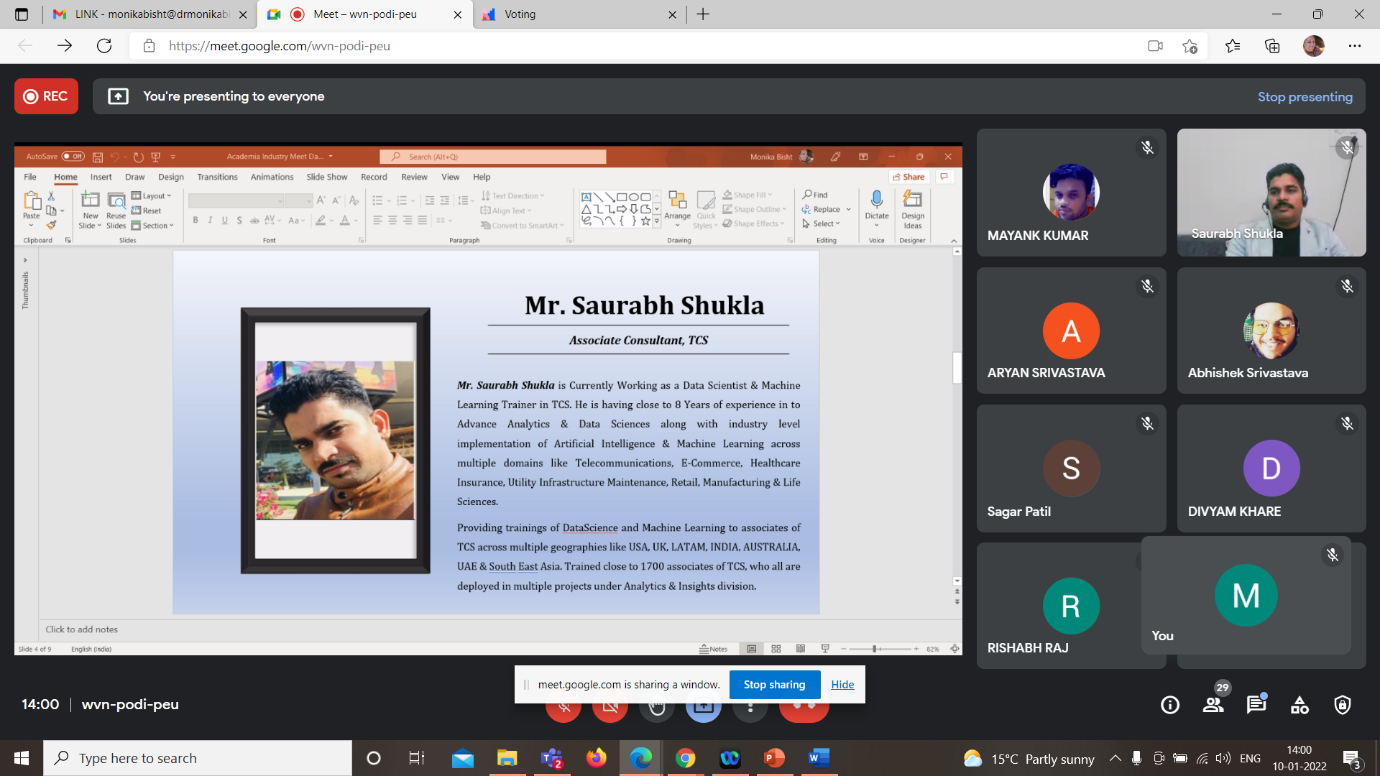 LINK - monikabisht@drmonikabi
Meet – wvn-podi-peu
Voting
https://meet.google.com/wvn-podi-peu
REC
You're presenting to everyone
Stop presenting
AutoSave Off
Academia Industry Meet Da...
Search (Alt+Q)
Monika Bisht
File Home Insert Draw Design Transitions Animations Slide Show Record Review View Help
Share
Paste
New Slides
Reuse Slides
Layout
Reset
Section
Text Direction
Align Text
Convert to SmartArt
Arrange
Quick Styles
Shape Fill
Shape Outline
Shape Effects
Find
Replace
Select
Dictate
Design Ideas
Clipboard Slides Font Paragraph Drawing Editing Voice Designer
Thumbnails
Mr. Saurabh Shukla
Associate Consultant, TCS
Mr. Saurabh Shukla is Currently Working as a Data Scientist & Machine
Learning Trainer in TCS. He is having close to 8 Years of experience in to
Advance Analytics & Data Sciences along with industry level
implementation of Artificial Intelligence & Machine Learning across
multiple domains like Telecommunications, E-Commerce, Healthcare
Insurance, Utility Infrastructure Maintenance, Retail, Manufacturing & Life
Sciences.
Providing trainings of DataScience and Machine Learning to associates of
TCS across multiple geographies like USA, UK, LATAM, INDIA, AUSTRALIA,
UAE & South East Asia. Trained close to 1700 associates of TCS, who all are
deployed in multiple projects under Analytics & Insights division.
Click to add notes
Slide 4 of 9 English (India)
Notes
82%
MAYANK KUMAR
Saurabh Shukla
ARYAN SRIVASTAVA
A
Abhishek Srivastava
S
Sagar Patil
D
DIVYAM KHARE
R
RISHABH RAJ
M
You
meet.google.com is sharing a window.
Stop sharing
Hide
14:00 | wvn-podi-peu
29
Type here to search
2
15°C Partly sunny
ENG
14:00
10-01-2022
3